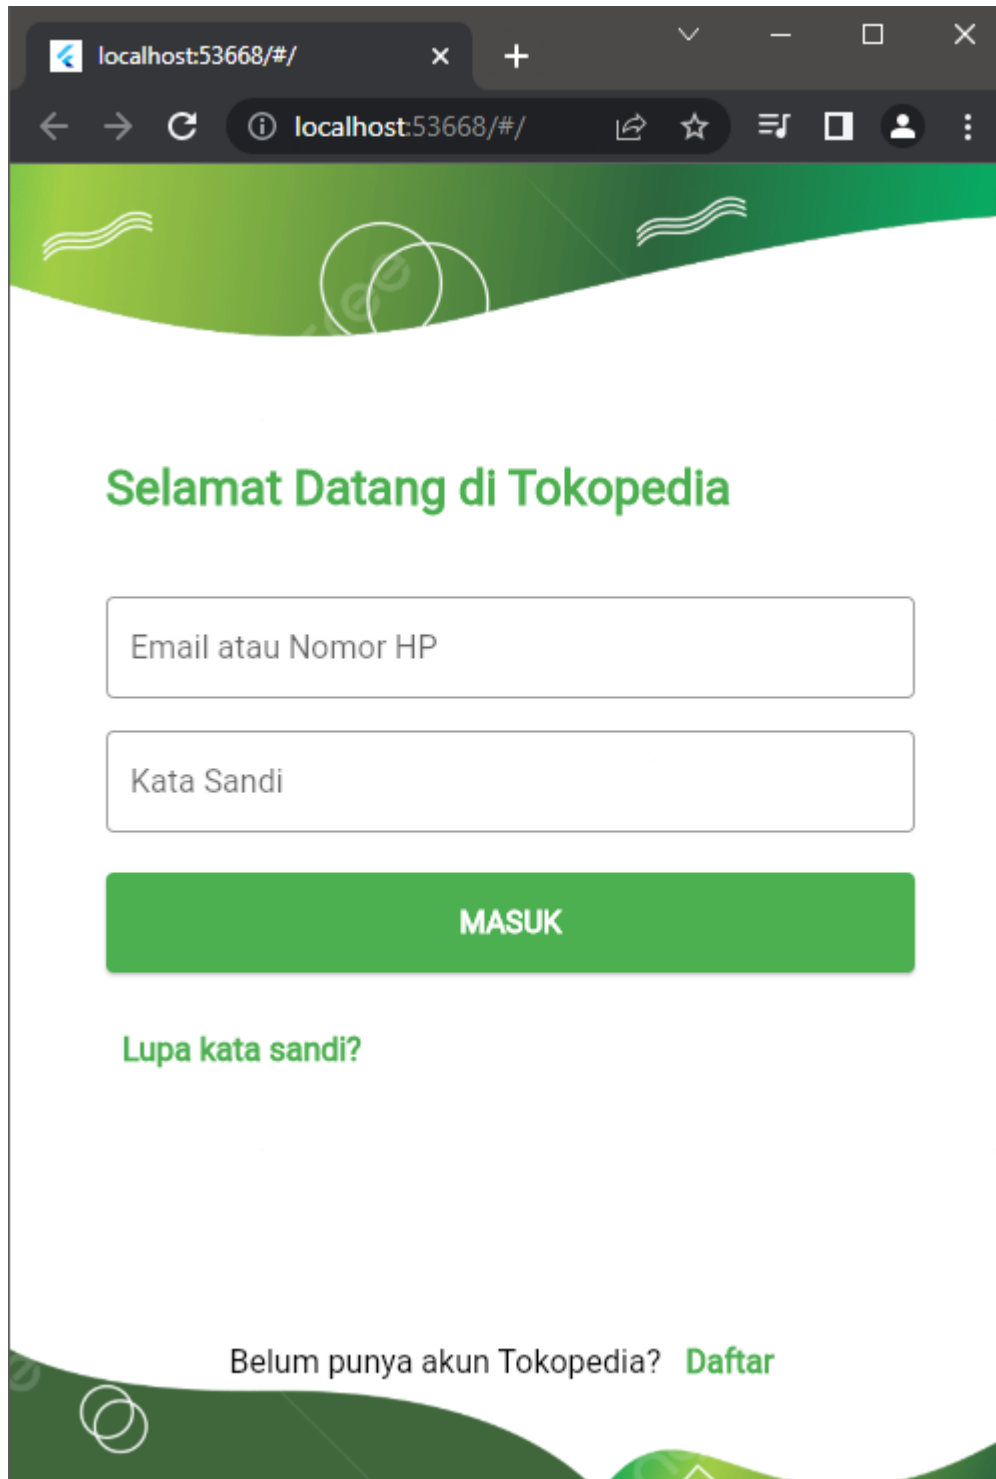 localhost:53668/#/
localhost:53668/#/
Selamat Datang di Tokopedia
Email atau Nomor HP
Kata Sandi
MASUK
Lupa kata sandi?
Belum punya akun Tokopedia? Daftar